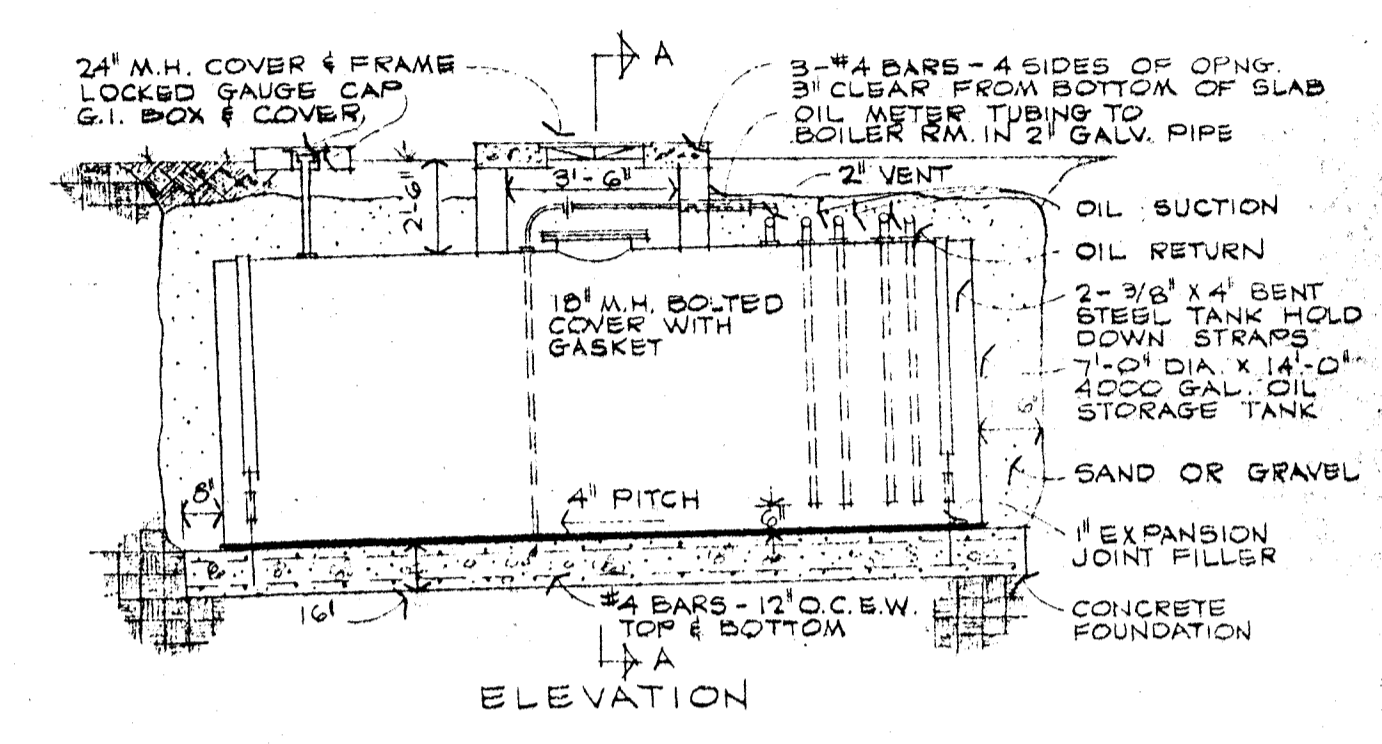 24" M.H. COVER & FRAME
LOCKED GAUGE CAP
G.I. BOX & COVER
A
3-#4 BARS - 4 SIDES OF OPNG.
3" CLEAR FROM BOTTOM OF SLAB
OIL METER TUBING TO
BOILER RM. IN 2" GALV. PIPE
2'-6"
3'-6"
2" VENT
OIL SUCTION
OIL RETURN
18" M.H. BOLTED
COVER WITH
GASKET
2-3/8" X 4" BENT
STEEL TANK HOLD
DOWN STRAPS
7'-0" DIA. X 14'-0"
4000 GAL. OIL
STORAGE TANK
8"
4" PITCH
6"
SAND OR GRAVEL
1" EXPANSION
JOINT FILLER
16"
#4 BARS - 12" O.C.E.W.
TOP & BOTTOM
CONCRETE
FOUNDATION
A
ELEVATION